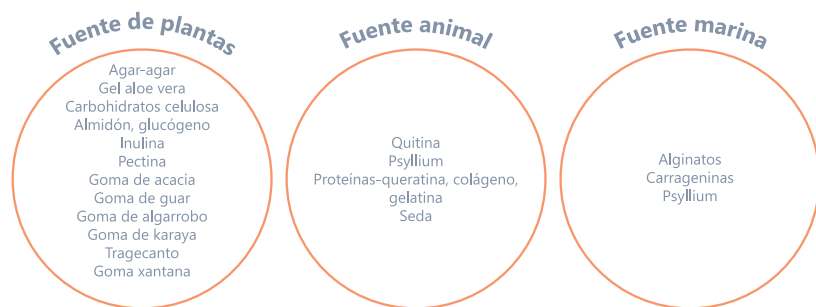 Fuente de plantas
Agar-agar
Gel aloe vera
Carbohidratos celulosa
Almidón, glucógeno
Inulina
Pectina
Goma de acacia
Goma de guar
Goma de algarrobo
Goma de karaya
Tragecanto
Goma xantana
Fuente animal
Quitina
Psyllium
Proteínas-queratina, colágeno,
gelatina
Seda
Fuente marina
Alginatos
Carrageninas
Psyllium